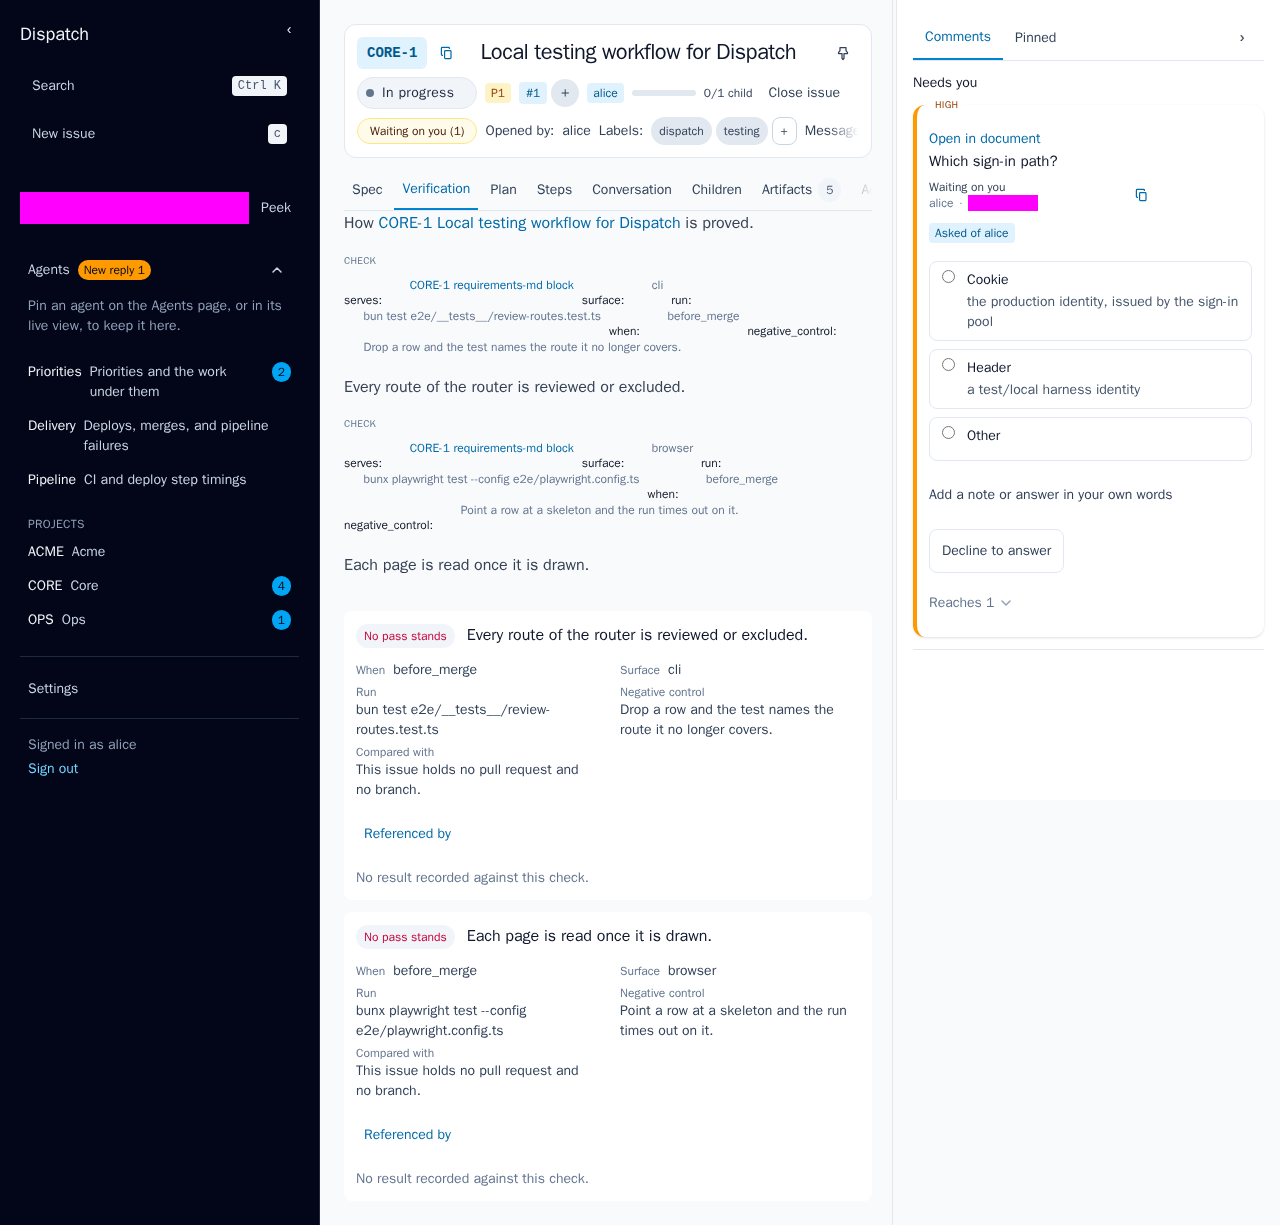 Dispatch
Search
Ctrl K
New issue
C
Peek
Agents
New reply 1
Pin an agent on the Agents page, or in its
live view, to keep it here.
Priorities
Priorities and the work
under them
2
Delivery
Deploys, merges, and pipeline
failures
Pipeline
CI and deploy step timings
PROJECTS
ACME Acme
CORE Core
4
OPS Ops
1
Settings
Signed in as alice
Sign out
CORE-1
Local testing workflow for Dispatch
In progress
P1
#1
+
alice
0/1 child
Close issue
Waiting on you (1)
Opened by: alice
Labels:
dispatch
testing
+
Message
Spec
Verification
Plan
Steps
Conversation
Children
Artifacts
5
How CORE-1 Local testing workflow for Dispatch is proved.
CHECK
CORE-1 requirements-md block
cli
serves:
surface:
run:
bun test e2e/__tests__/review-routes.test.ts
before_merge
when:
negative_control:
Drop a row and the test names the route it no longer covers.
Every route of the router is reviewed or excluded.
CHECK
CORE-1 requirements-md block
browser
serves:
surface:
run:
bunx playwright test --config e2e/playwright.config.ts
before_merge
when:
Point a row at a skeleton and the run times out on it.
negative_control:
Each page is read once it is drawn.
No pass stands
Every route of the router is reviewed or excluded.
When before_merge
Surface cli
Run
bun test e2e/__tests__/review-
routes.test.ts
Negative control
Drop a row and the test names the
route it no longer covers.
Compared with
This issue holds no pull request and
no branch.
Referenced by
No result recorded against this check.
No pass stands
Each page is read once it is drawn.
When before_merge
Surface browser
Run
bunx playwright test --config
e2e/playwright.config.ts
Negative control
Point a row at a skeleton and the run
times out on it.
Compared with
This issue holds no pull request and
no branch.
Referenced by
No result recorded against this check.
Comments
Pinned
Needs you
HIGH
Open in document
Which sign-in path?
Waiting on you
alice ·
Asked of alice
Cookie
the production identity, issued by the sign-in
pool
Header
a test/local harness identity
Other
Add a note or answer in your own words
Decline to answer
Reaches 1